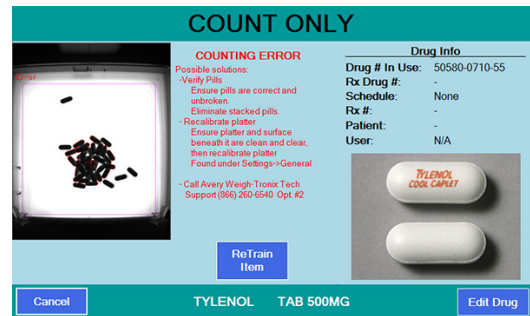 COUNT ONLY
Error
COUNTING ERROR
Possible solutions:
-Verify Pills
Ensure pills are correct and
unbroken.
Eliminate stacked pills.
- Recalibrate platter
Ensure platter and surface
beneath it are clean and clear,
then recalibrate platter
Found under Settings->General
- Call Avery Weigh-Tronix Tech
Support (866) 260-6540 Opt. #2
ReTrain
Item
Drug Info
Drug # In Use: 50580-0710-55
Rx Drug #: -
Schedule: None
Rx #: -
Patient: -
User: N/A
TYLENOL
COOL CAPLET
Cancel
TYLENOL TAB 500MG
Edit Drug